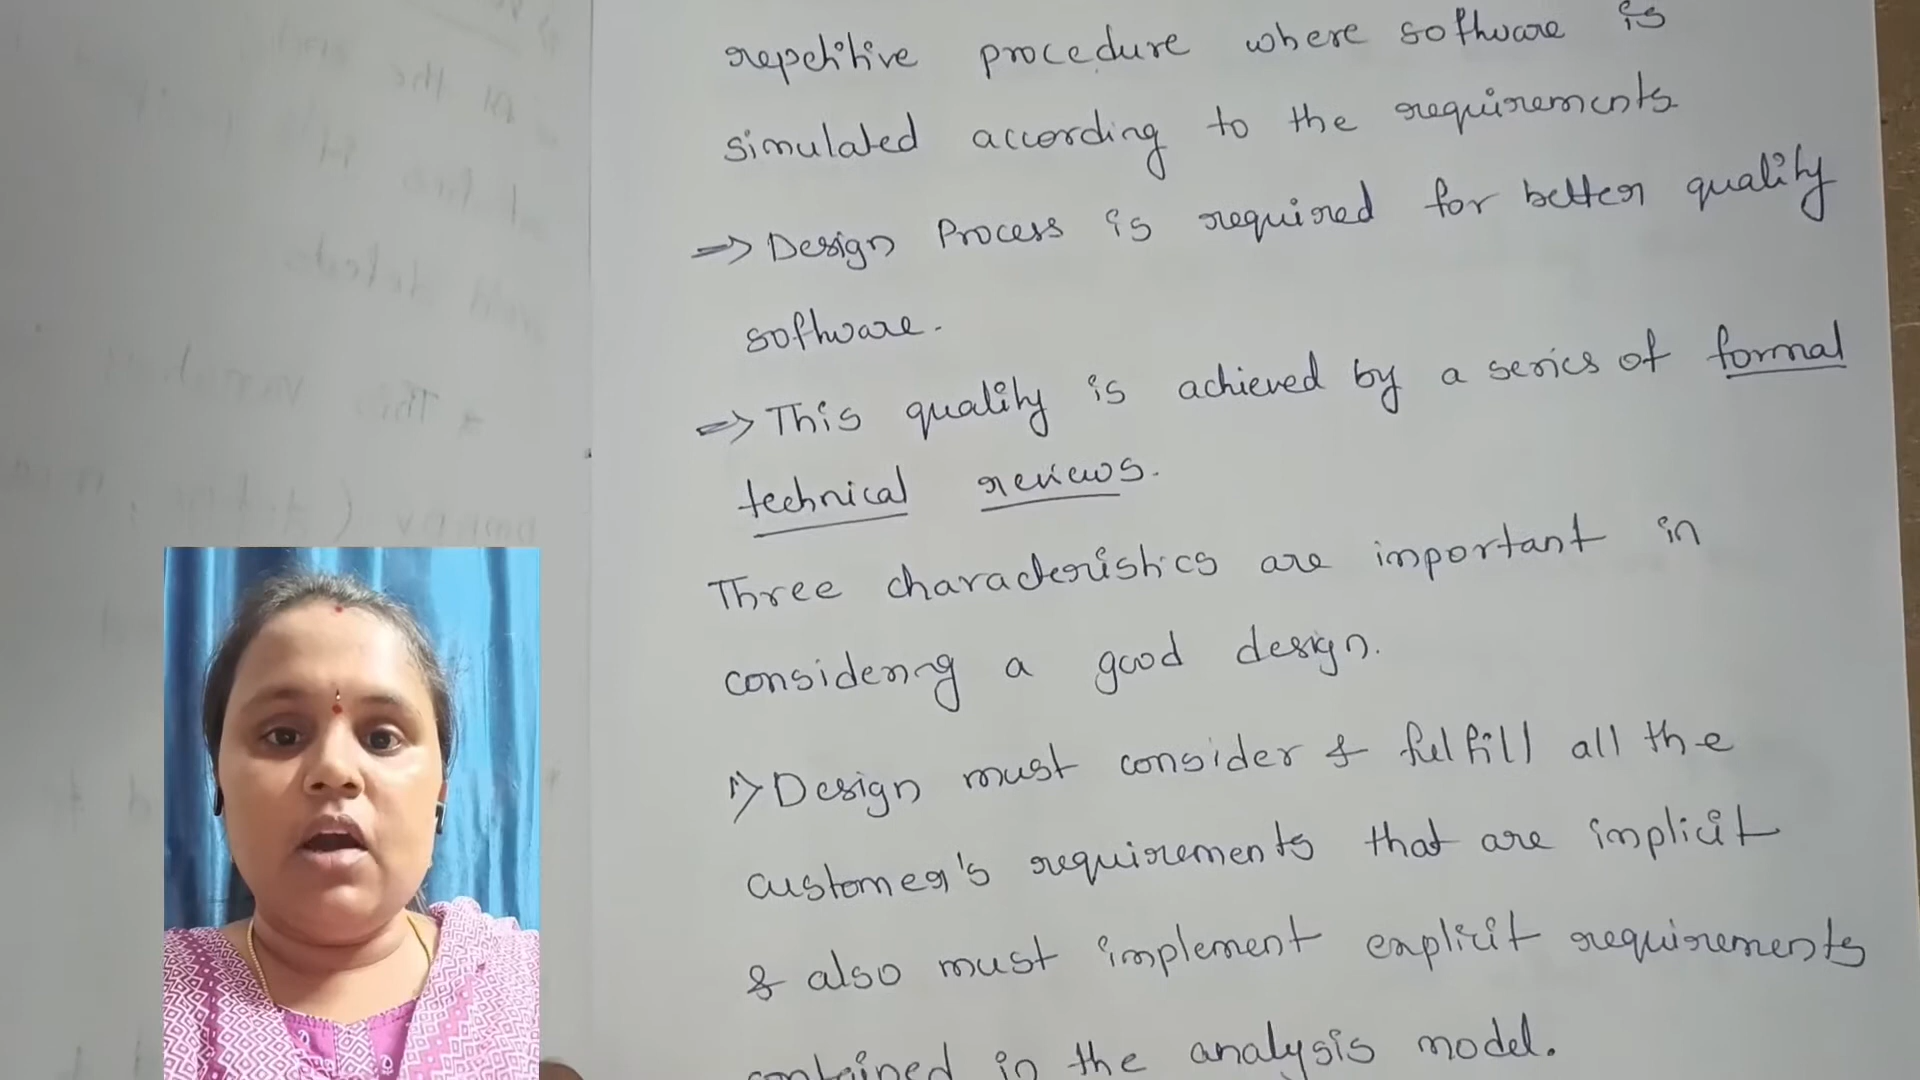 repetitive procedure where software is
simulated according to the requirements
=> Design Process is required for better quality
software.
=> This quality is achieved by a series of formal
technical reviews.
Three characteristics are important in
considering a good design.
1) Design must consider & fulfill all the
customer's requirements that are implicit
& also must implement explicit requirements
contained in the analysis model.